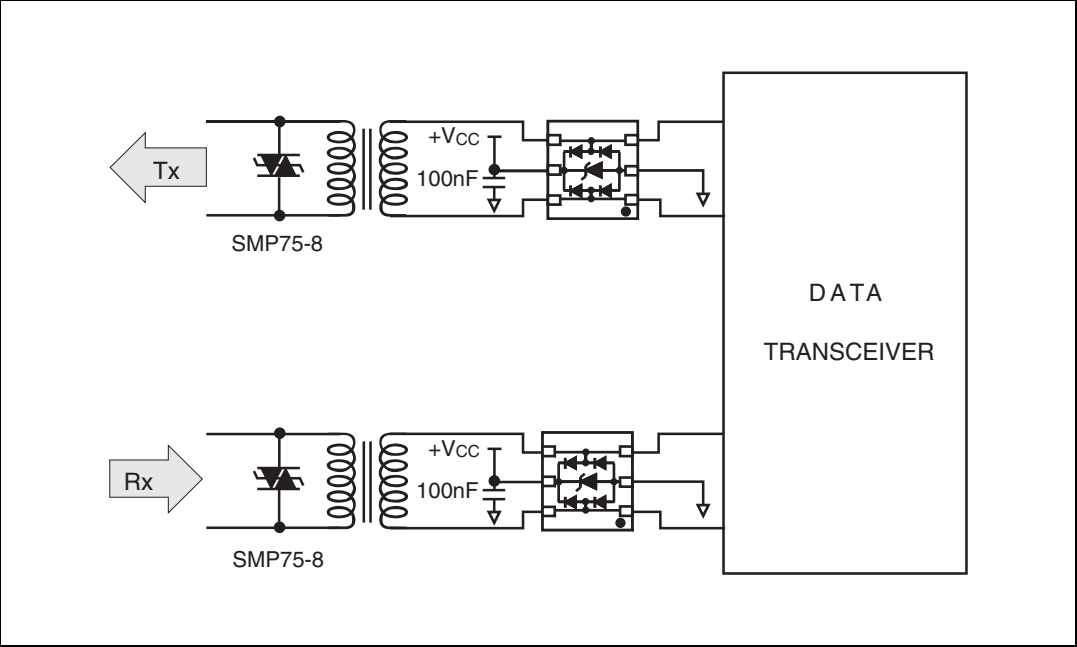 Tx
+VCC
100nF
SMP75-8
DATA
TRANSCEIVER
Rx
+VCC
100nF
SMP75-8